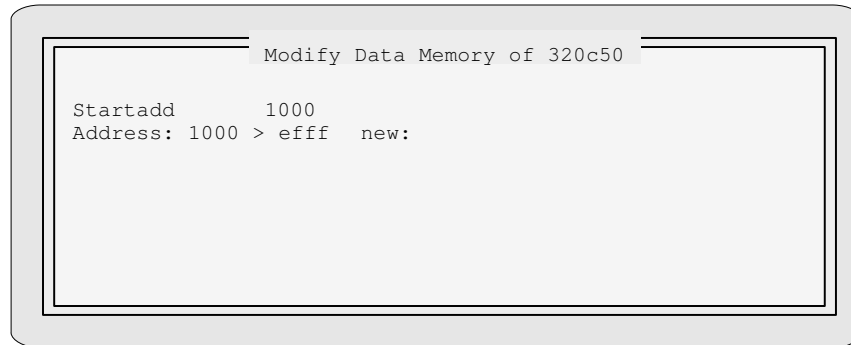 Modify Data Memory of 320c50
Startadd 1000
Address: 1000 > efff new: